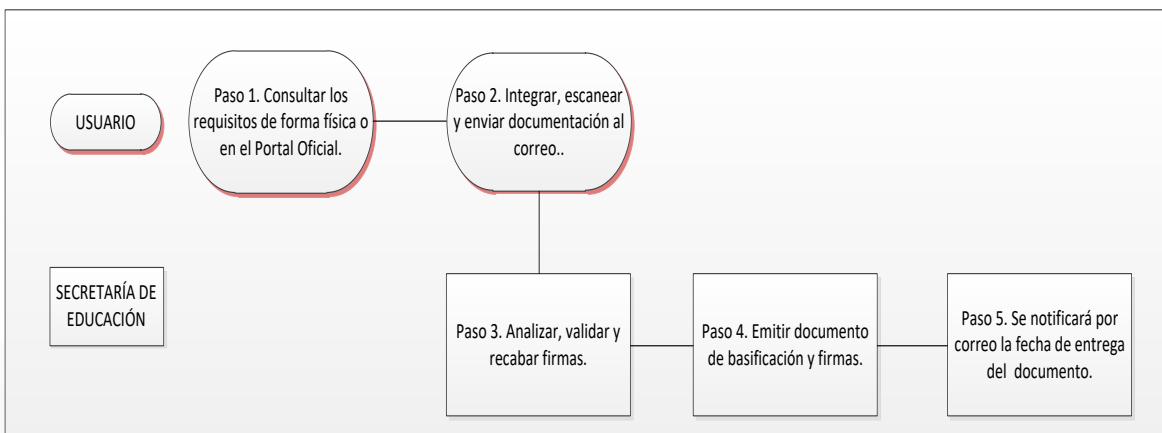 USUARIO
Paso 1. Consultar los
requisitos de forma física o
en el Portal Oficial.
Paso 2. Integrar, escanear
y enviar documentación al
correo..
SECRETARÍA DE
EDUCACIÓN
Paso 3. Analizar, validar y
recabar firmas.
Paso 4. Emitir documento
de basificación y firmas.
Paso 5. Se notificará por
correo la fecha de entrega
del documento.